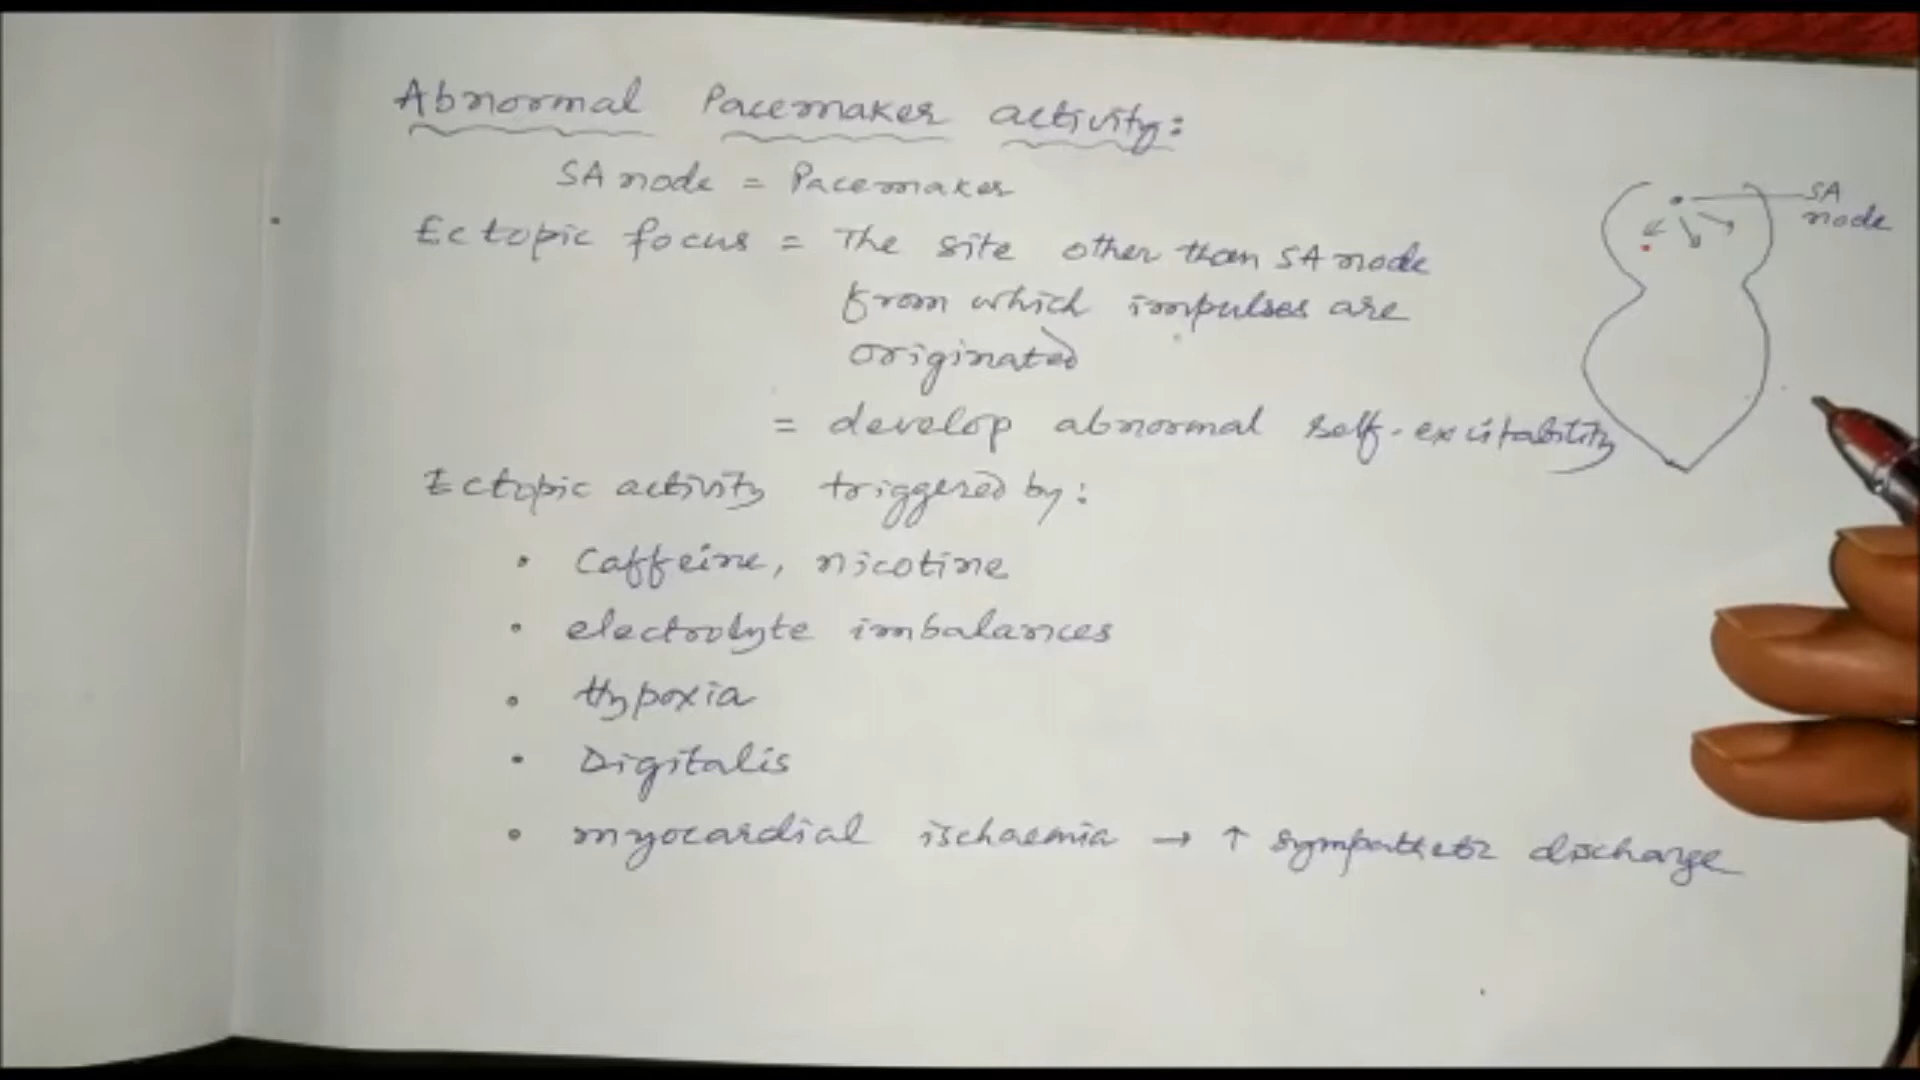 Abnormal Pacemaker activity:
SA node = Pacemaker
SA
node
Ectopic focus = The site other than SA node
from which impulses are
originated
= develop abnormal self-excitability
Ectopic activity triggered by:
• Caffeine, nicotine
• electrolyte imbalances
• Hypoxia
• Digitalis
• myocardial ischaemia → ↑ sympathetic discharge